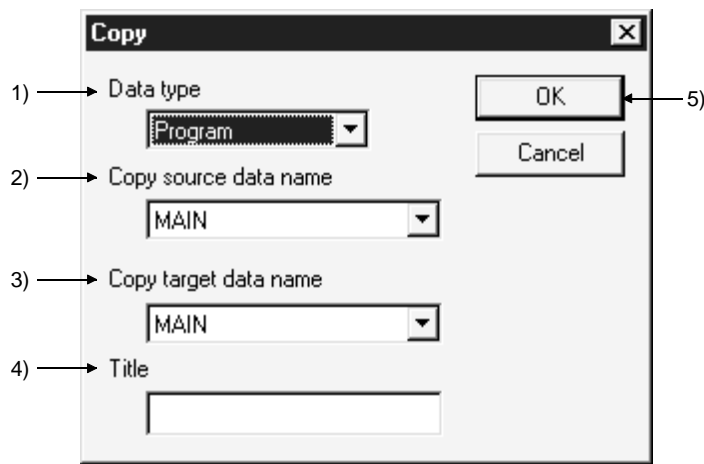 Copy
1) Data type
OK 5)
Program
Cancel
2) Copy source data name
MAIN
3) Copy target data name
MAIN
4) Title